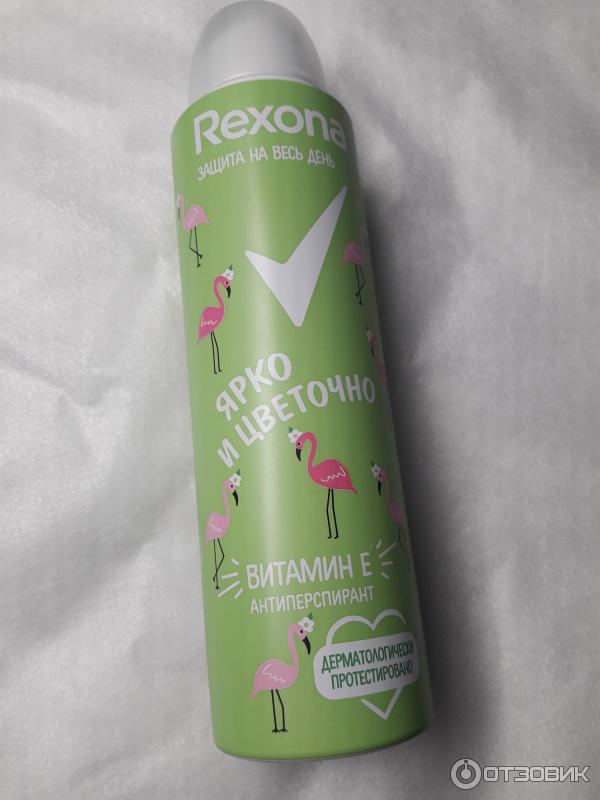 Rexona
ЗАЩИТА НА ВЕСЬ ДЕНЬ
ЯРКО
И ЦВЕТОЧНО
ВИТАМИН Е
АНТИПЕРСПИРАНТ
ДЕРМАТОЛОГИЧЕСКИ
ПРОТЕСТИРОВАНО
ОТЗОВИК